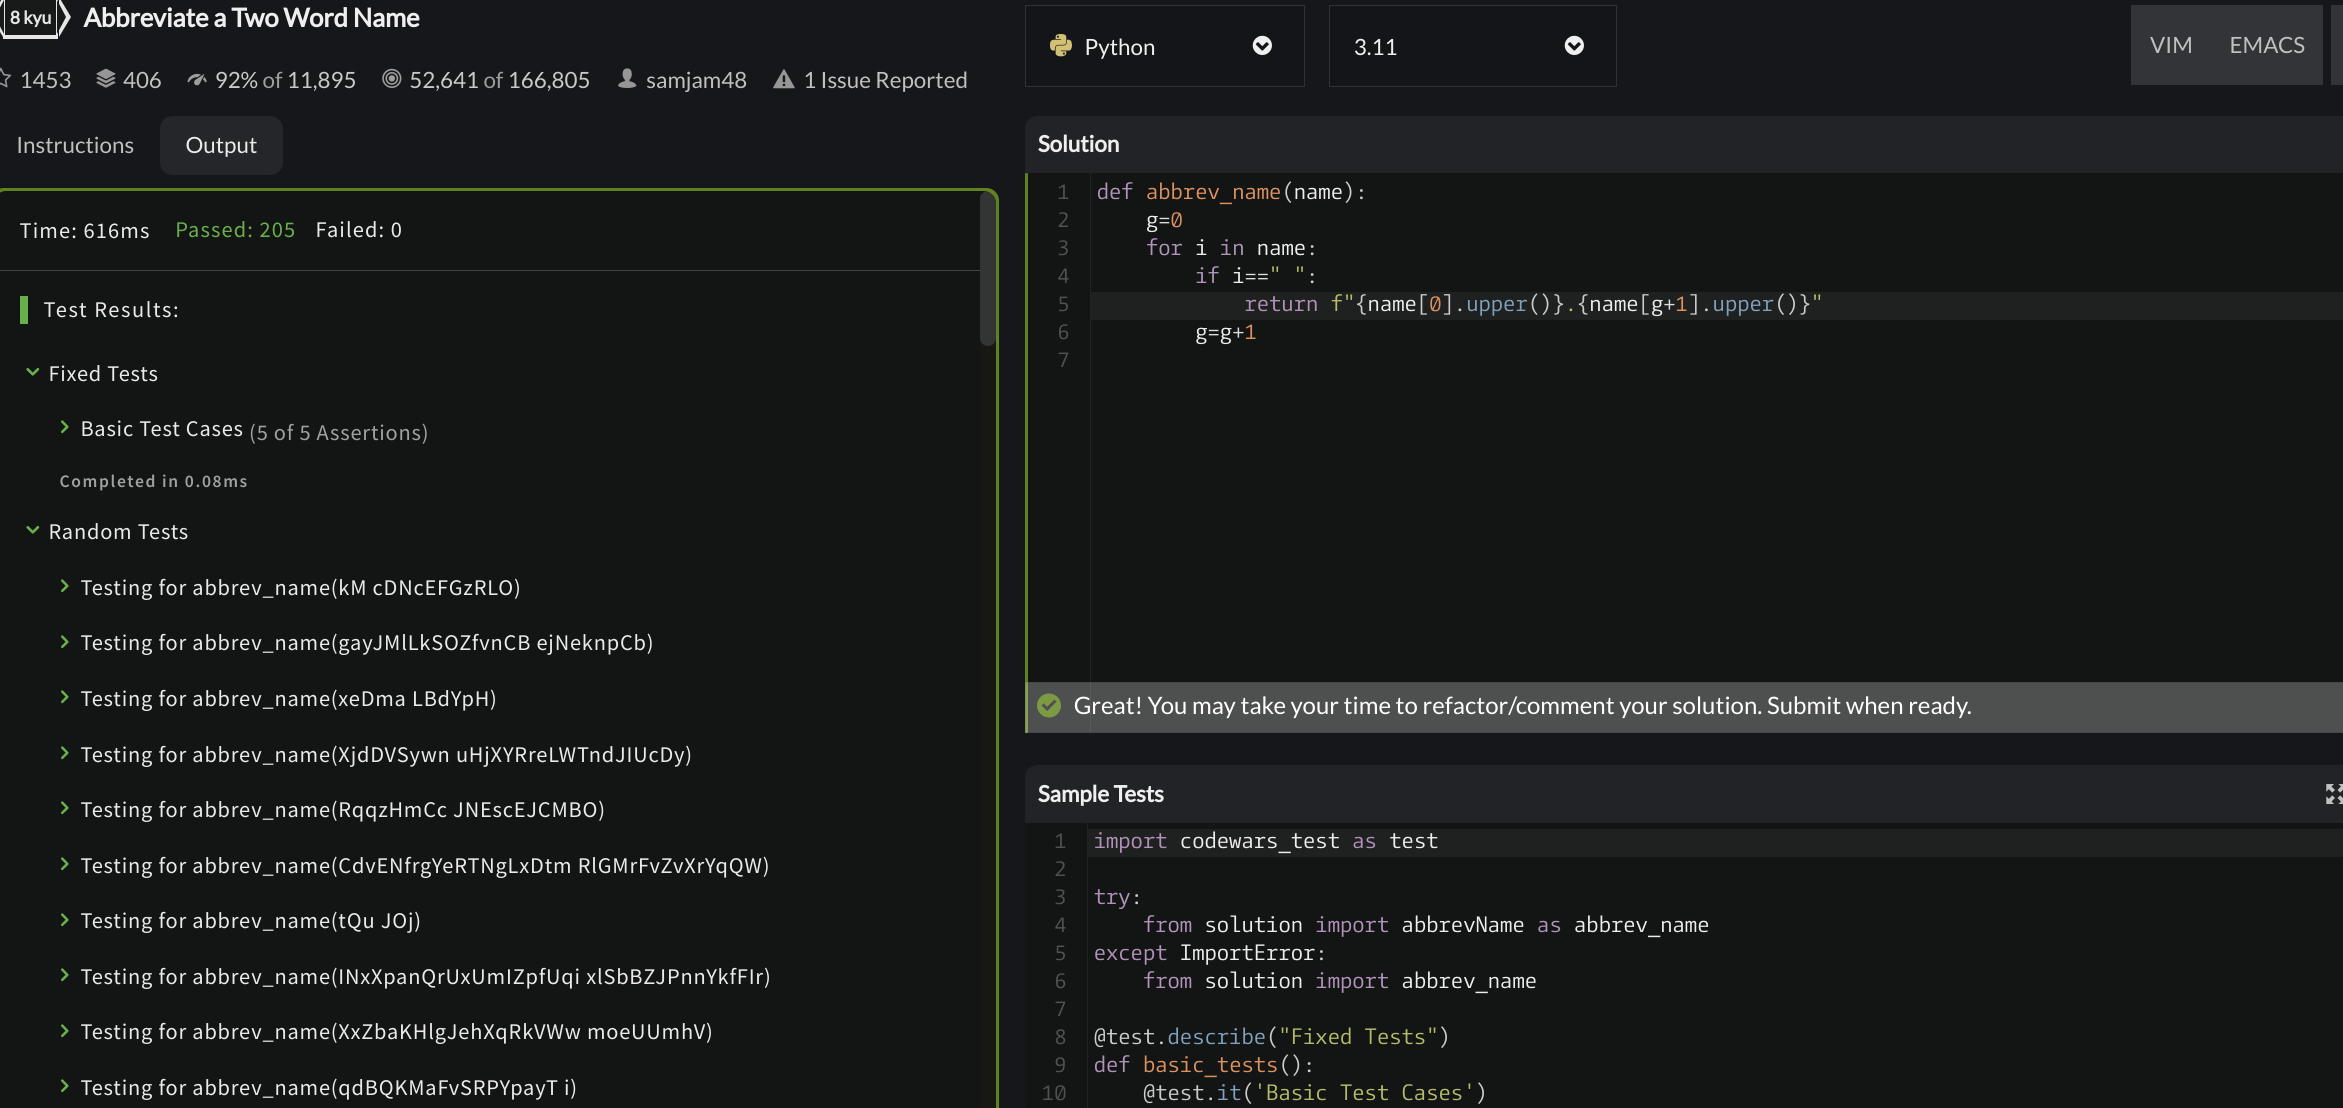 8 kyu Abbreviate a Two Word Name
1453 406 92% of 11,895 52,641 of 166,805 samjam48 1 Issue Reported
Instructions Output
Time: 616ms Passed: 205 Failed: 0
Test Results:
Fixed Tests
Basic Test Cases (5 of 5 Assertions)
Completed in 0.08ms
Random Tests
Testing for abbrev_name(kM cDNcEFGzRLO)
Testing for abbrev_name(gayJMlLkSOZfvnCB ejNeknpCb)
Testing for abbrev_name(xeDma LBdYpH)
Testing for abbrev_name(XjdDVSywn uHjXYRreLWTndJIUcDy)
Testing for abbrev_name(RqqzHmCc JNEscEJCMBO)
Testing for abbrev_name(CdvENfrgYeRTNgLxDtm RlGMrFvZvXrYqQW)
Testing for abbrev_name(tQu JOj)
Testing for abbrev_name(INxXpanQrUxUmIZpfUqi xlSbBZJPnnYkfFIr)
Testing for abbrev_name(XxZbaKHlgJehXqRkVWw moeUUmhV)
Testing for abbrev_name(qdBQKMaFvSRPYpayT i)
Python 3.11 VIM EMACS
Solution
1 def abbrev_name(name):
2     g=0
3     for i in name:
4         if i==" ":
5             return f"{name[0].upper()}.{name[g+1].upper()}"
6         g=g+1
7
Great! You may take your time to refactor/comment your solution. Submit when ready.
Sample Tests
1 import codewars_test as test
2
3 try:
4     from solution import abbrevName as abbrev_name
5 except ImportError:
6     from solution import abbrev_name
7
8 @test.describe("Fixed Tests")
9 def basic_tests():
10     @test.it('Basic Test Cases')